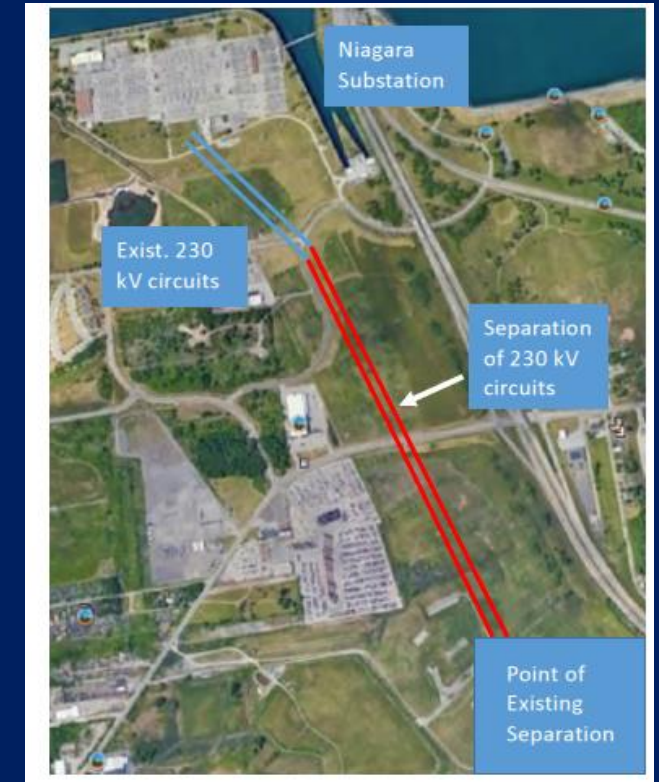 Niagara
Substation
Exist. 230
kV circuits
Separation
of 230 kV
circuits
Point of
Existing
Separation